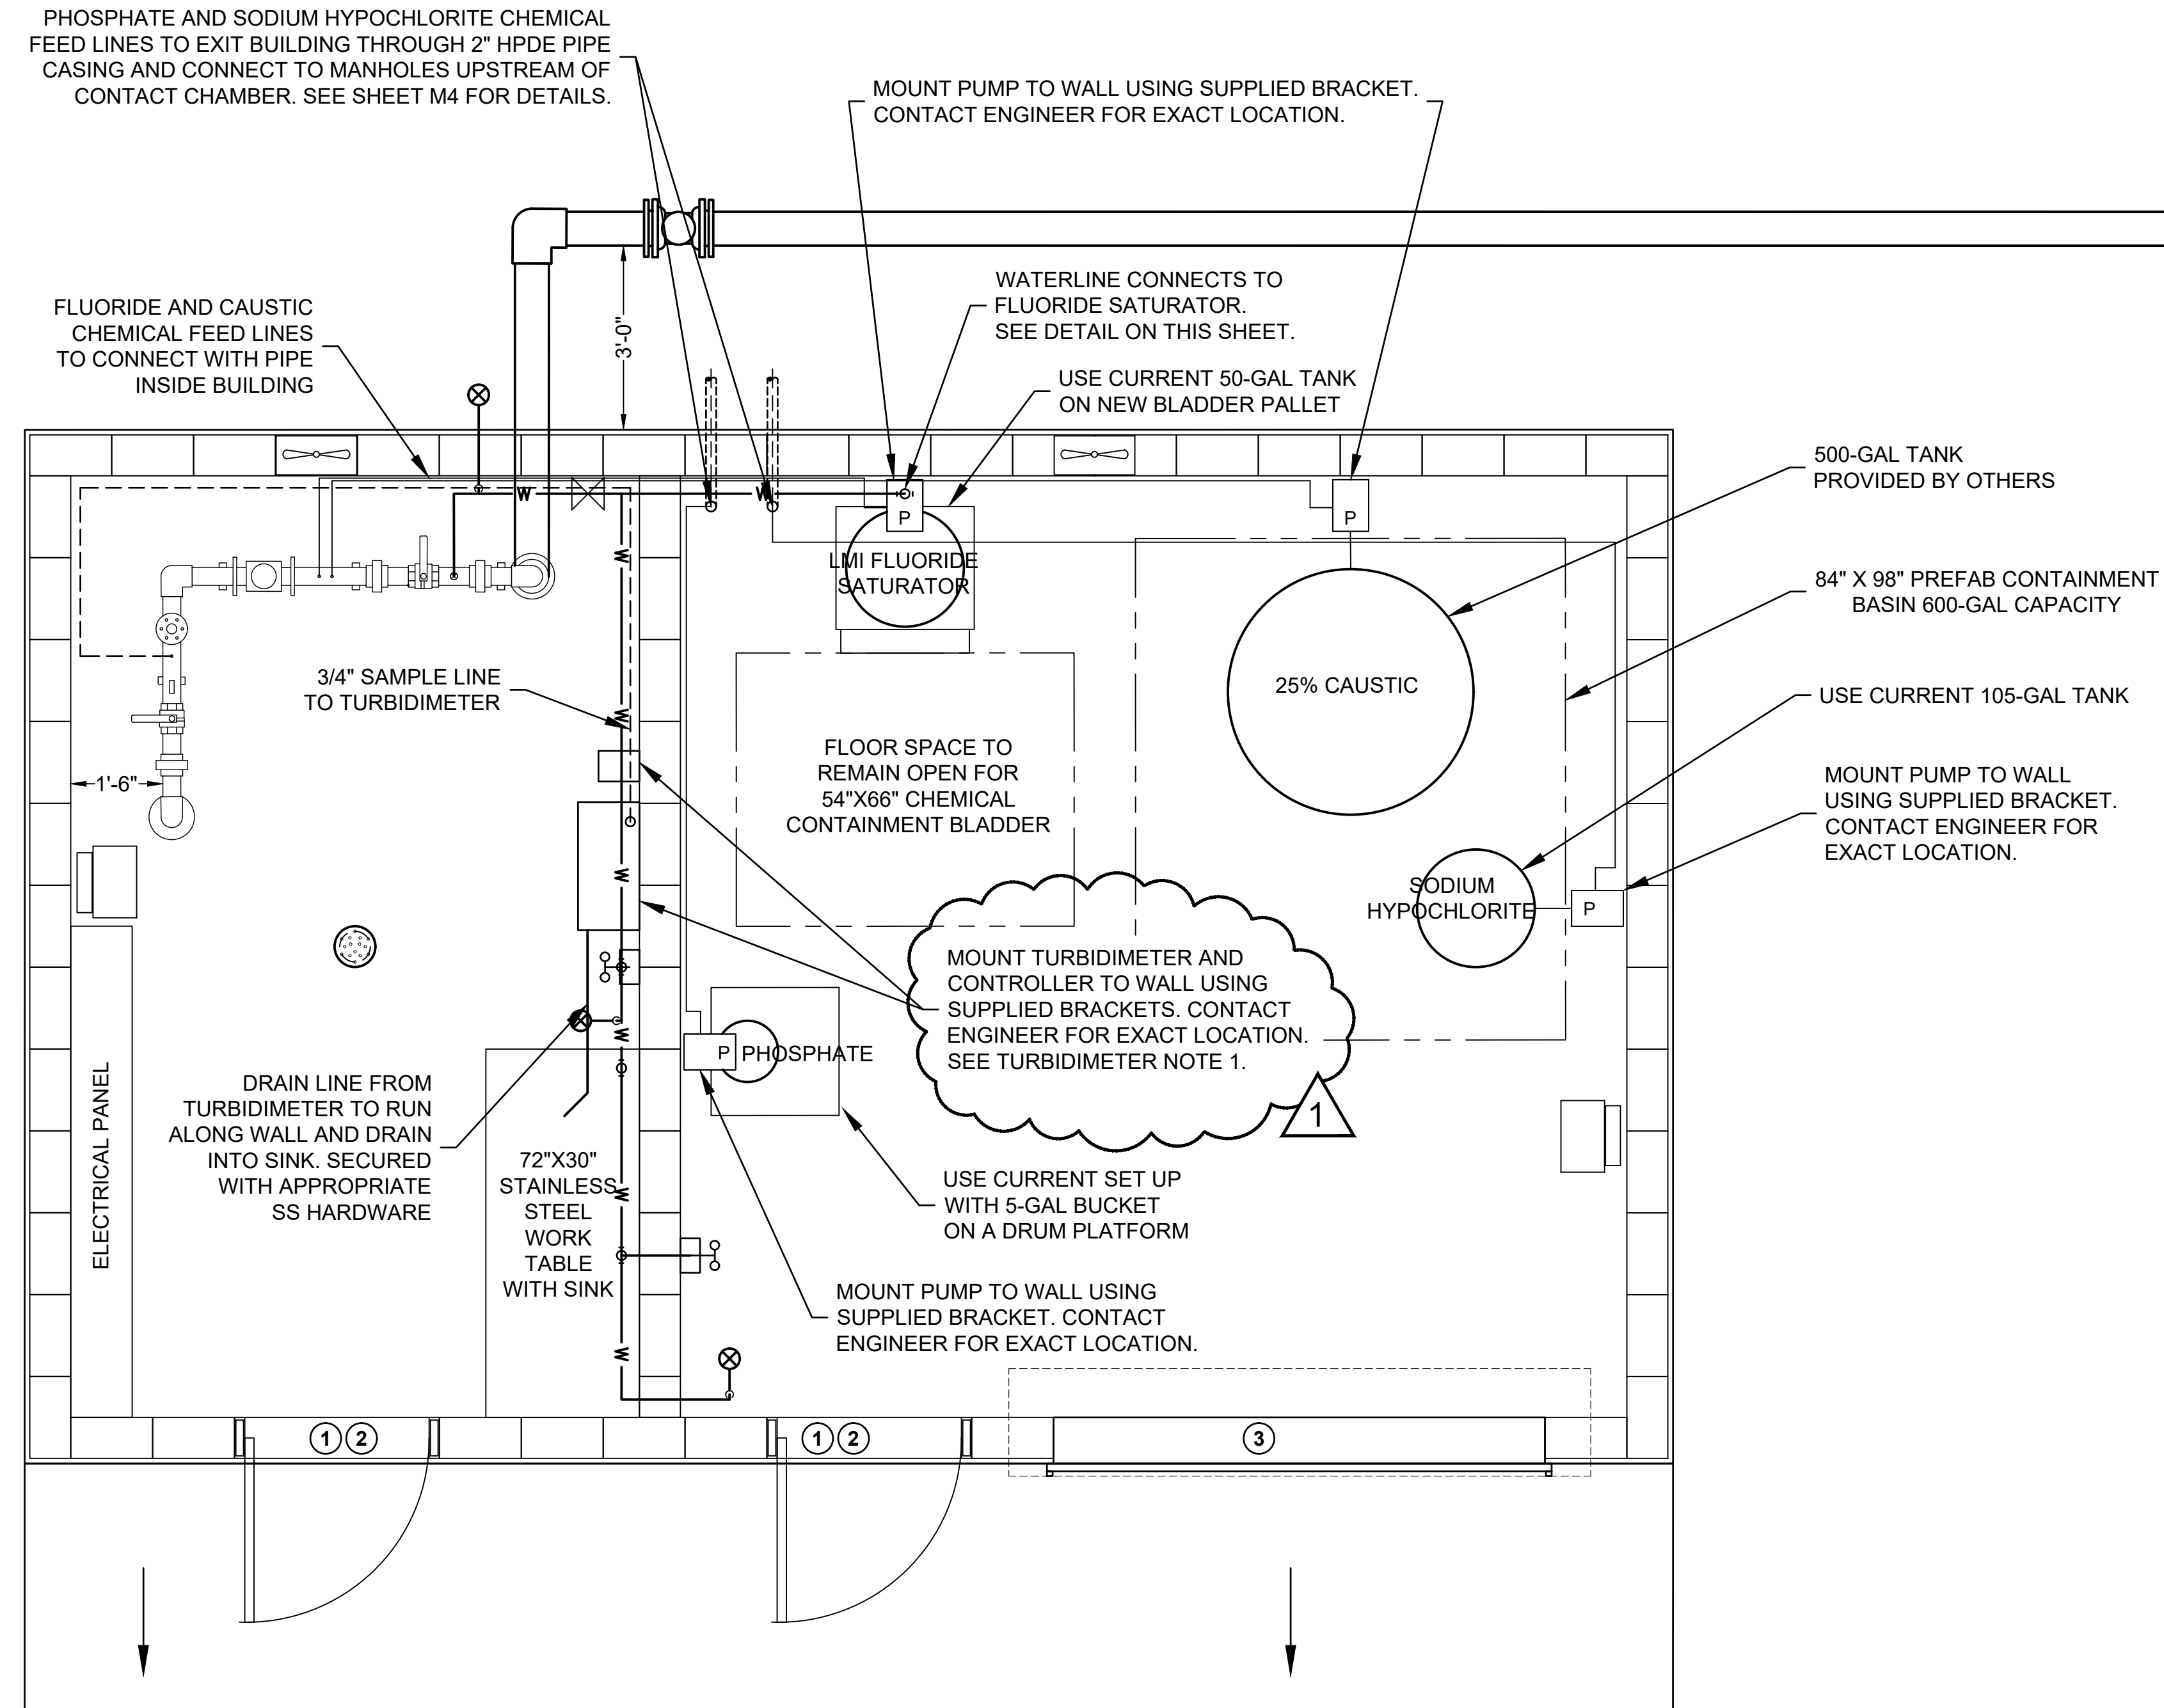 PHOSPHATE AND SODIUM HYPOCHLORITE CHEMICAL
FEED LINES TO EXIT BUILDING THROUGH 2" HPDE PIPE
CASING AND CONNECT TO MANHOLES UPSTREAM OF
CONTACT CHAMBER. SEE SHEET M4 FOR DETAILS.
MOUNT PUMP TO WALL USING SUPPLIED BRACKET.
CONTACT ENGINEER FOR EXACT LOCATION.
WATERLINE CONNECTS TO
FLUORIDE SATURATOR.
SEE DETAIL ON THIS SHEET.
FLUORIDE AND CAUSTIC
CHEMICAL FEED LINES
TO CONNECT WITH PIPE
INSIDE BUILDING
3'-0"
USE CURRENT 50-GAL TANK
ON NEW BLADDER PALLET
500-GAL TANK
PROVIDED BY OTHERS
W
W
P
P
LMI FLUORIDE
SATURATOR
W
84" X 98" PREFAB CONTAINMENT
BASIN 600-GAL CAPACITY
3/4" SAMPLE LINE
TO TURBIDIMETER
W
25% CAUSTIC
USE CURRENT 105-GAL TANK
1'-6"
FLOOR SPACE TO
REMAIN OPEN FOR
54"X66" CHEMICAL
CONTAINMENT BLADDER
MOUNT PUMP TO WALL
USING SUPPLIED BRACKET.
CONTACT ENGINEER FOR
EXACT LOCATION.
W
SODIUM
HYPOCHLORITE
P
MOUNT TURBIDIMETER AND
CONTROLLER TO WALL USING
SUPPLIED BRACKETS. CONTACT
ENGINEER FOR EXACT LOCATION.
SEE TURBIDIMETER NOTE 1.
1
W
P
PHOSPHATE
ELECTRICAL PANEL
DRAIN LINE FROM
TURBIDIMETER TO RUN
ALONG WALL AND DRAIN
INTO SINK. SECURED
WITH APPROPRIATE
SS HARDWARE
72"X30"
STAINLESS
STEEL
WORK
TABLE
WITH SINK
W
USE CURRENT SET UP
WITH 5-GAL BUCKET
ON A DRUM PLATFORM
MOUNT PUMP TO WALL USING
SUPPLIED BRACKET. CONTACT
ENGINEER FOR EXACT LOCATION.
W
1 2
1 2
3